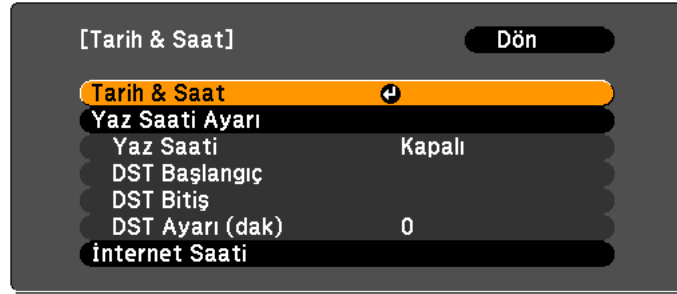 [Tarih & Saat] Dön
Tarih & Saat
Yaz Saati Ayarı
Yaz Saati Kapalı
DST Başlangıç
DST Bitiş
DST Ayarı (dak) 0
İnternet Saati